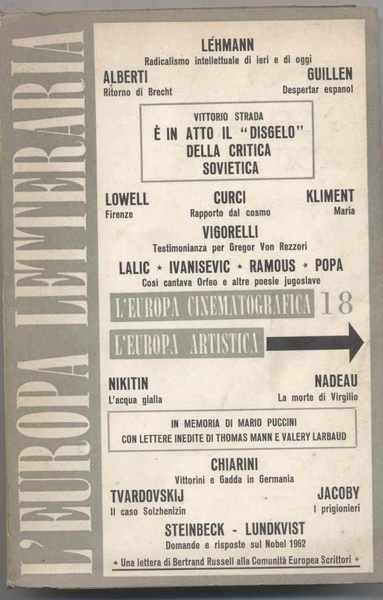 L'EUROPA LETTERARIA
LÉHMANN
Radicalismo intellettuale di ieri e di oggi
ALBERTI
Ritorno di Brecht
GUILLEN
Despertar espanol
VITTORIO STRADA
È IN ATTO IL "DISGELO"
DELLA CRITICA
SOVIETICA
LOWELL
Firenze
CURCI
Rapporto dal cosmo
KLIMENT
Maria
VIGORELLI
Testimonianza per Gregor Von Rezzori
LALIC * IVANISEVIC * RAMOUS * POPA
Così cantava Orfeo e altre poesie jugoslave
L'EUROPA CINEMATOGRAFICA 18
L'EUROPA ARTISTICA
NIKITIN
L'acqua gialla
NADEAU
La morte di Virgilio
IN MEMORIA DI MARIO PUCCINI
CON LETTERE INEDITE DI THOMAS MANN E VALERY LARBAUD
CHIARINI
Vittorini e Gadda in Germania
TVARDOVSKIJ
Il caso Solzhenizin
JACOBY
I prigionieri
STEINBECK - LUNDKVIST
Domande e risposte sul Nobel 1962
* Una lettera di Bertrand Russell alla Comunità Europea Scrittori *